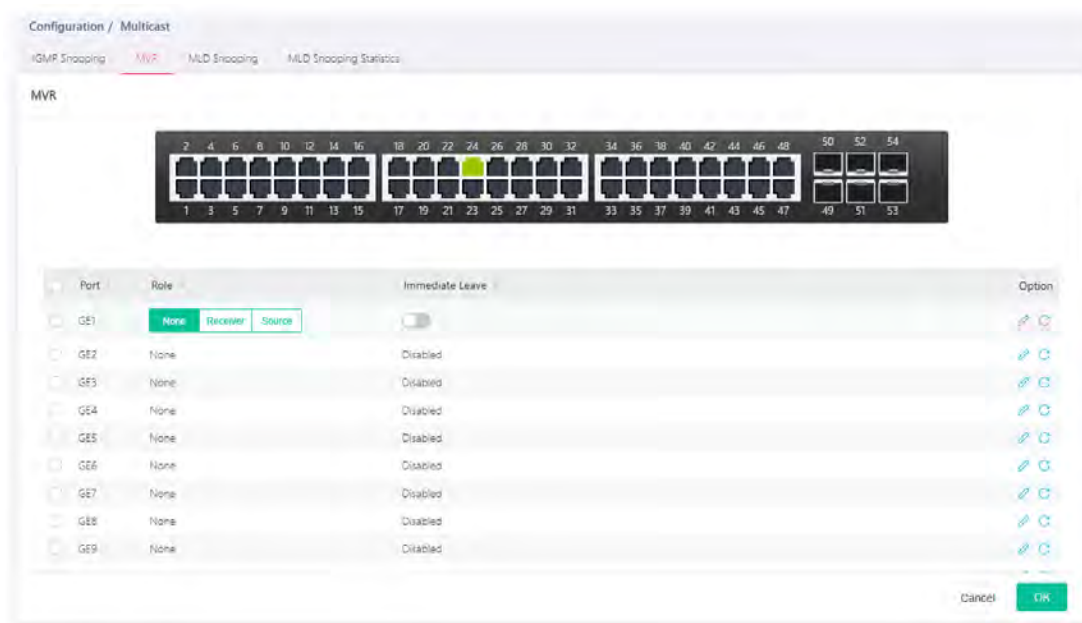 Configuration / Multicast
IGMP Snooping MVR MLD Snooping MLD Snooping Statistics
MVR
2 4 6 8 10 12 14 16 18 20 22 24 26 28 30 32 34 36 38 40 42 44 46 48 50 52 54
1 3 5 7 9 11 13 15 17 19 21 23 25 27 29 31 33 35 37 39 41 43 45 47 49 51 53
Port Role Immediate Leave Option
GE1 None Receiver Source
GE2 None Disabled
GE3 None Disabled
GE4 None Disabled
GE5 None Disabled
GE6 None Disabled
GE7 None Disabled
GE8 None Disabled
GE9 None Disabled
Cancel OK